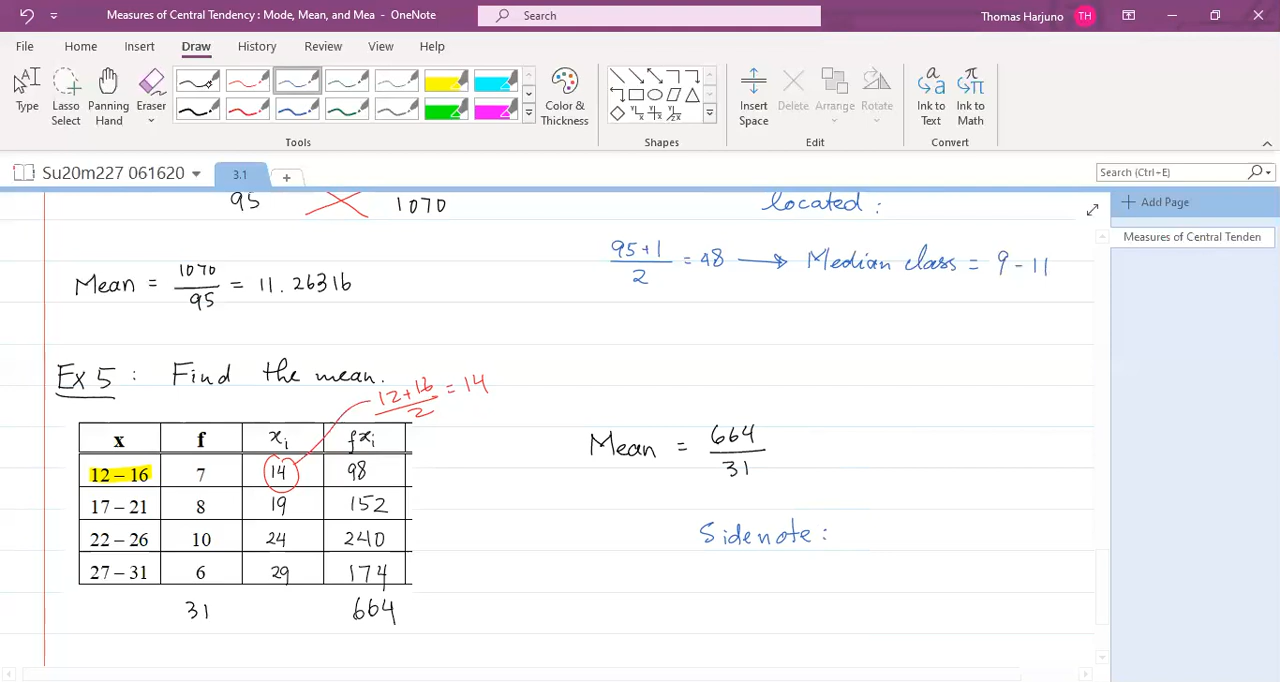 Measures of Central Tendency : Mode, Mean, and Mea - OneNote
Search
Thomas Harjuno TH
File Home Insert Draw History Review View Help
Type
Lasso Select
Panning Hand
Eraser
Color & Thickness
Insert Space
Delete
Arrange
Rotate
Ink to Text
Ink to Math
Tools
Shapes
Edit
Convert
Su20m227 061620
3.1
Search (Ctrl+E)
Add Page
Measures of Central Tenden
95 1070
located :
95+1 / 2 = 48 → Median class = 9 - 11
Mean = 1070 / 95 = 11.26316
Ex 5 : Find the mean.
12+16 / 2 = 14
x f xi fxi
12 – 16 7 14 98
17 – 21 8 19 152
22 – 26 10 24 240
27 – 31 6 29 174
31 664
Mean = 664 / 31
Sidenote :